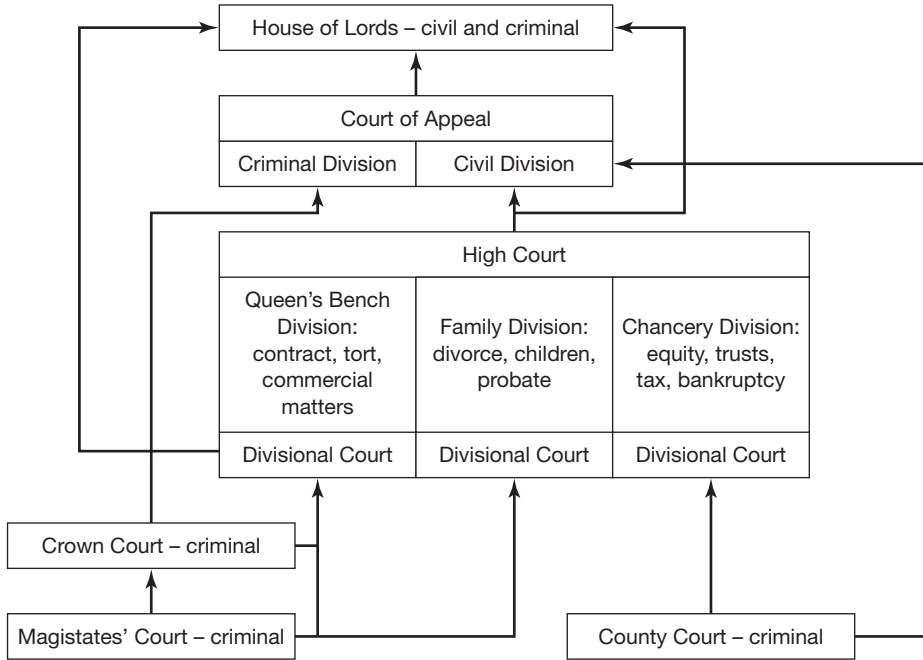 House of Lords – civil and criminal
Court of Appeal
Criminal Division
Civil Division
High Court
Queen's Bench
Division:
contract, tort,
commercial
matters
Family Division:
divorce, children,
probate
Chancery Division:
equity, trusts,
tax, bankruptcy
Divisional Court
Divisional Court
Divisional Court
Crown Court – criminal
Magistates' Court – criminal
County Court – criminal